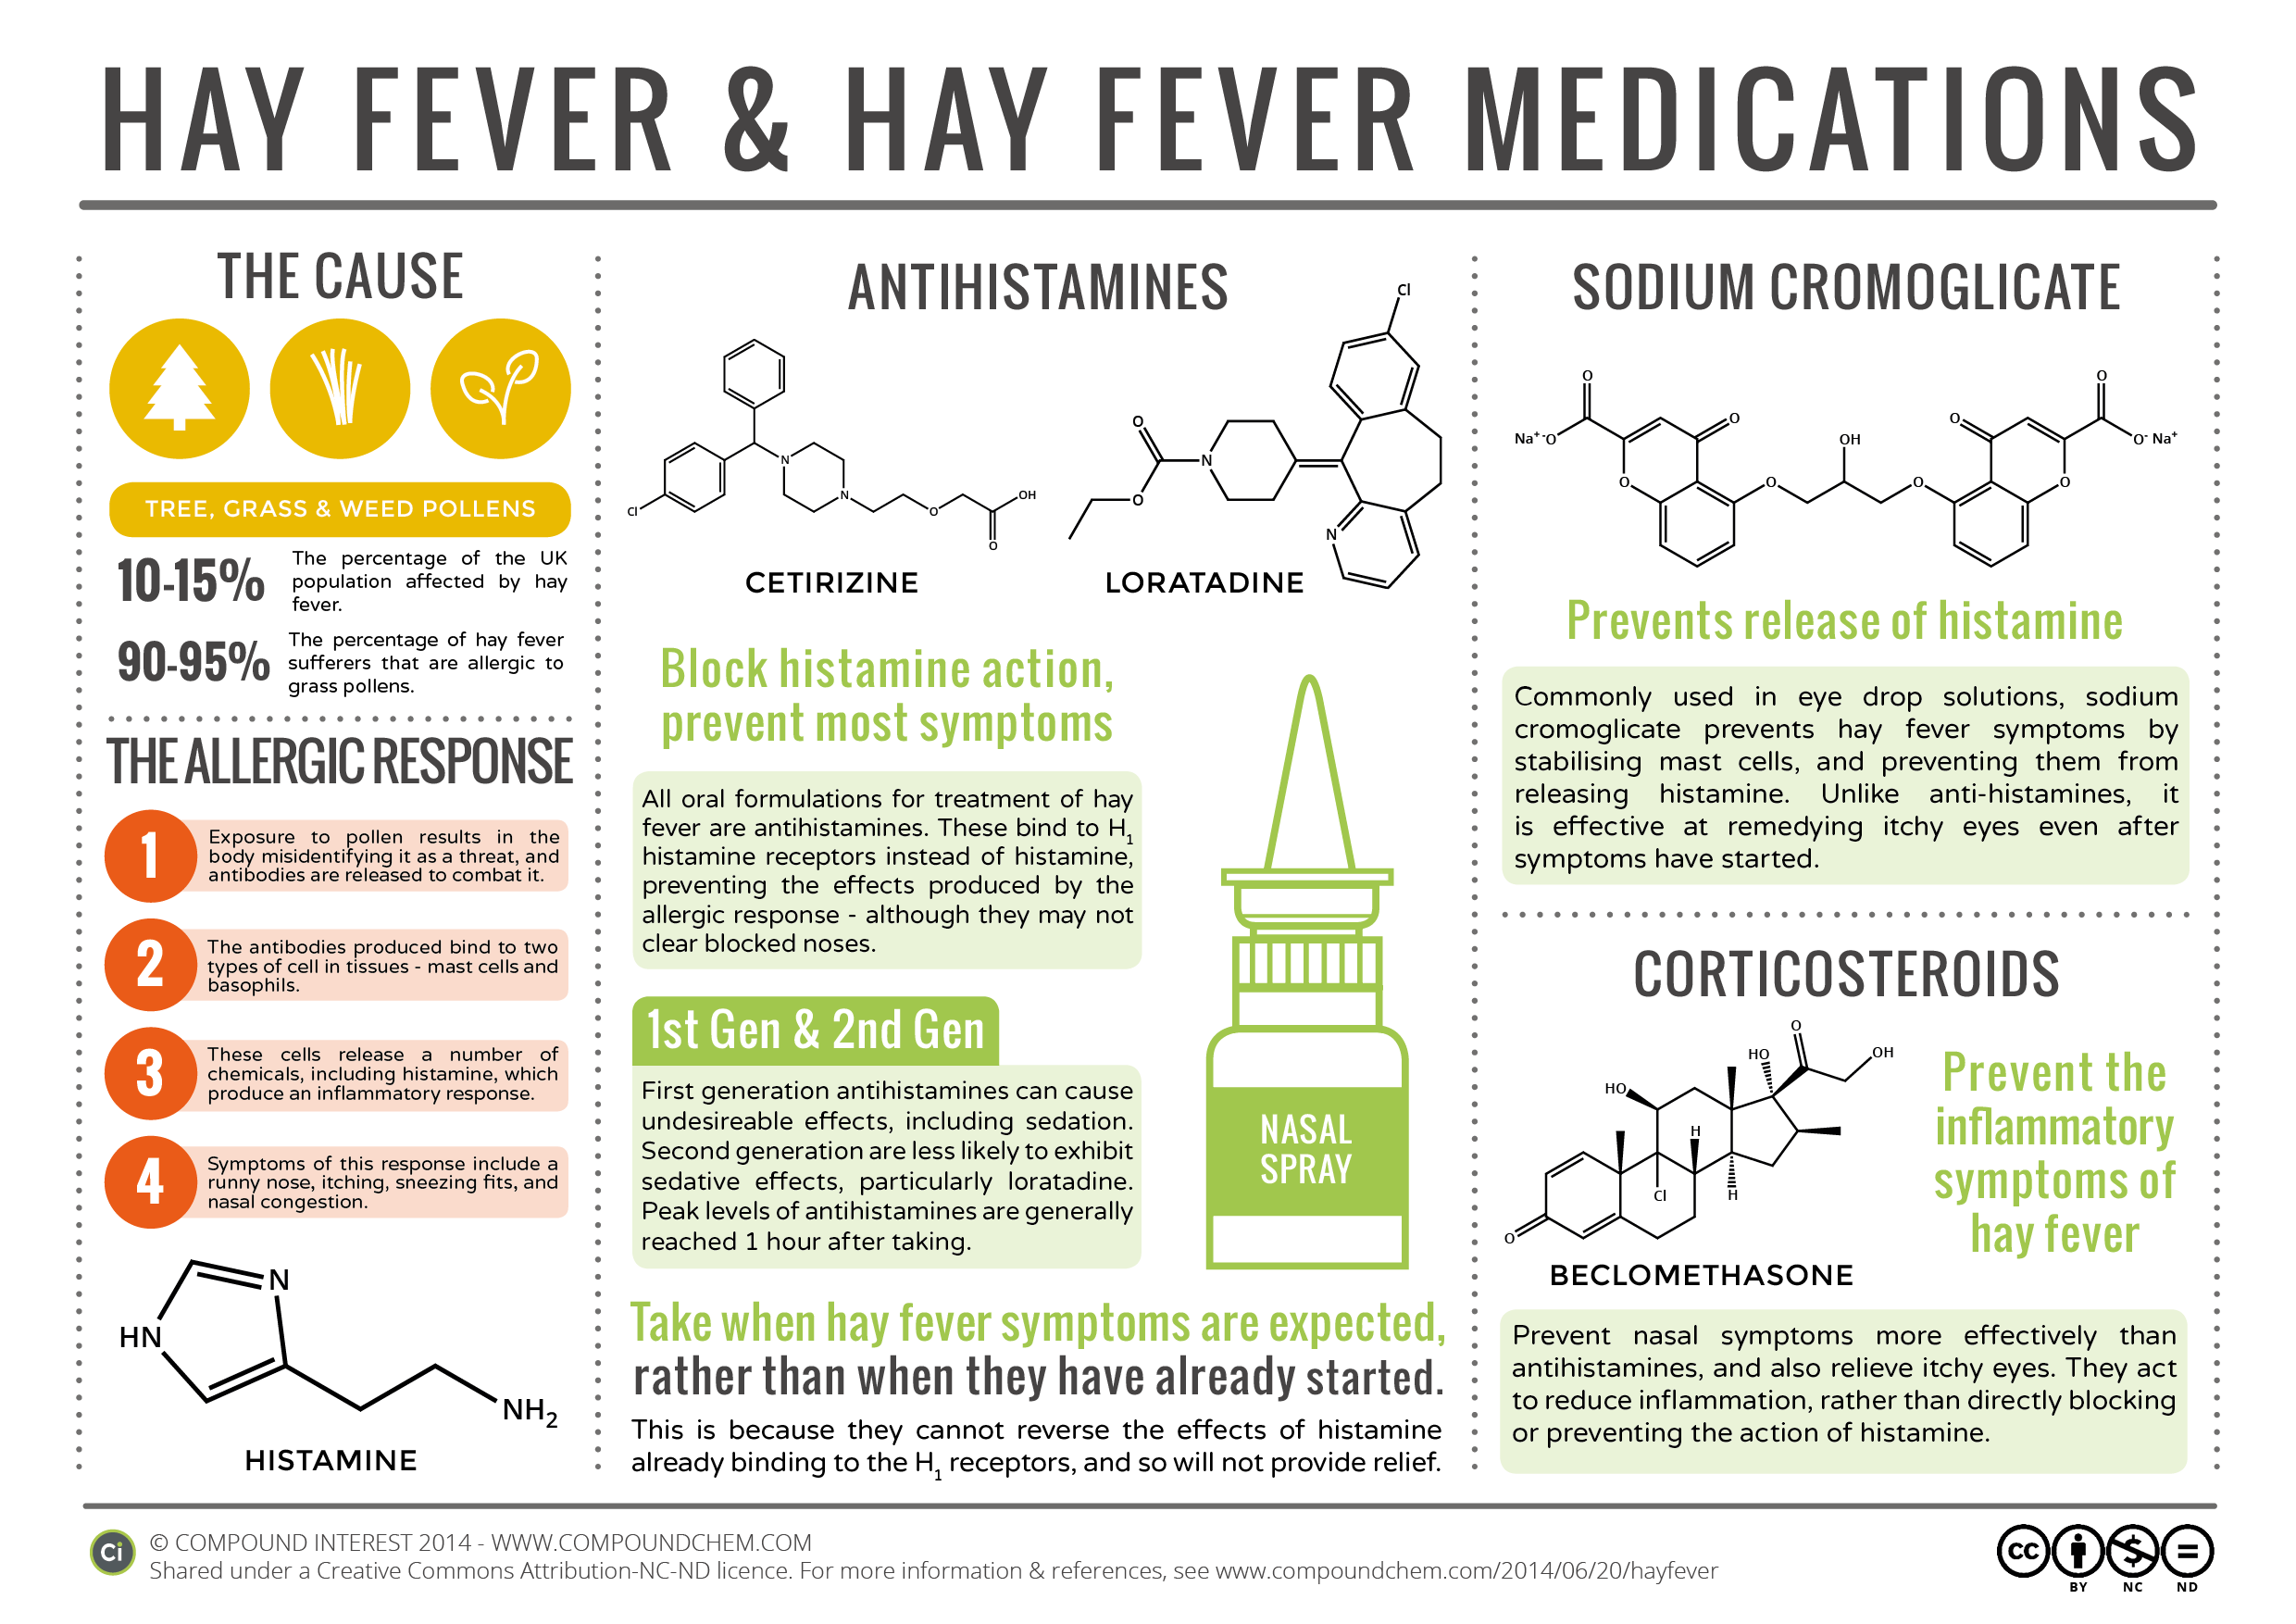 HAY FEVER & HAY FEVER MEDICATIONS
THE CAUSE
TREE, GRASS & WEED POLLENS
10-15%
The percentage of the UK
population affected by hay
fever.
90-95%
The percentage of hay fever
sufferers that are allergic to
grass pollens.
THE ALLERGIC RESPONSE
1
Exposure to pollen results in the
body misidentifying it as a threat, and
antibodies are released to combat it.
2
The antibodies produced bind to two
types of cell in tissues - mast cells and
basophils.
3
These cells release a number of
chemicals, including histamine, which
produce an inflammatory response.
4
Symptoms of this response include a
runny nose, itching, sneezing fits, and
nasal congestion.
N
HN
NH₂
HISTAMINE
ANTIHISTAMINES
Cl
N
N
O
OH
O
CETIRIZINE
Cl
O
N
O
N
LORATADINE
Block histamine action,
prevent most symptoms
All oral formulations for treatment of hay
fever are antihistamines. These bind to H₁
histamine receptors instead of histamine,
preventing the effects produced by the
allergic response - although they may not
clear blocked noses.
1st Gen & 2nd Gen
First generation antihistamines can cause
undesireable effects, including sedation.
Second generation are less likely to exhibit
sedative effects, particularly loratadine.
Peak levels of antihistamines are generally
reached 1 hour after taking.
NASAL
SPRAY
Take when hay fever symptoms are expected,
rather than when they have already started.
This is because they cannot reverse the effects of histamine
already binding to the H₁ receptors, and so will not provide relief.
SODIUM CROMOGLICATE
O
O
Na⁺ ⁻O
O
O
OH
O⁻ Na⁺
O
O
O
O
Prevents release of histamine
Commonly used in eye drop solutions, sodium
cromoglicate prevents hay fever symptoms by
stabilising mast cells, and preventing them from
releasing histamine. Unlike anti-histamines, it
is effective at remedying itchy eyes even after
symptoms have started.
CORTICOSTEROIDS
O
HO
OH
HO
H
Cl
H
O
BECLOMETHASONE
Prevent the
inflammatory
symptoms of
hay fever
Prevent nasal symptoms more effectively than
antihistamines, and also relieve itchy eyes. They act
to reduce inflammation, rather than directly blocking
or preventing the action of histamine.
Ci
© COMPOUND INTEREST 2014 - WWW.COMPOUNDCHEM.COM
Shared under a Creative Commons Attribution-NC-ND licence. For more information & references, see www.compoundchem.com/2014/06/20/hayfever
cc
BY NC ND